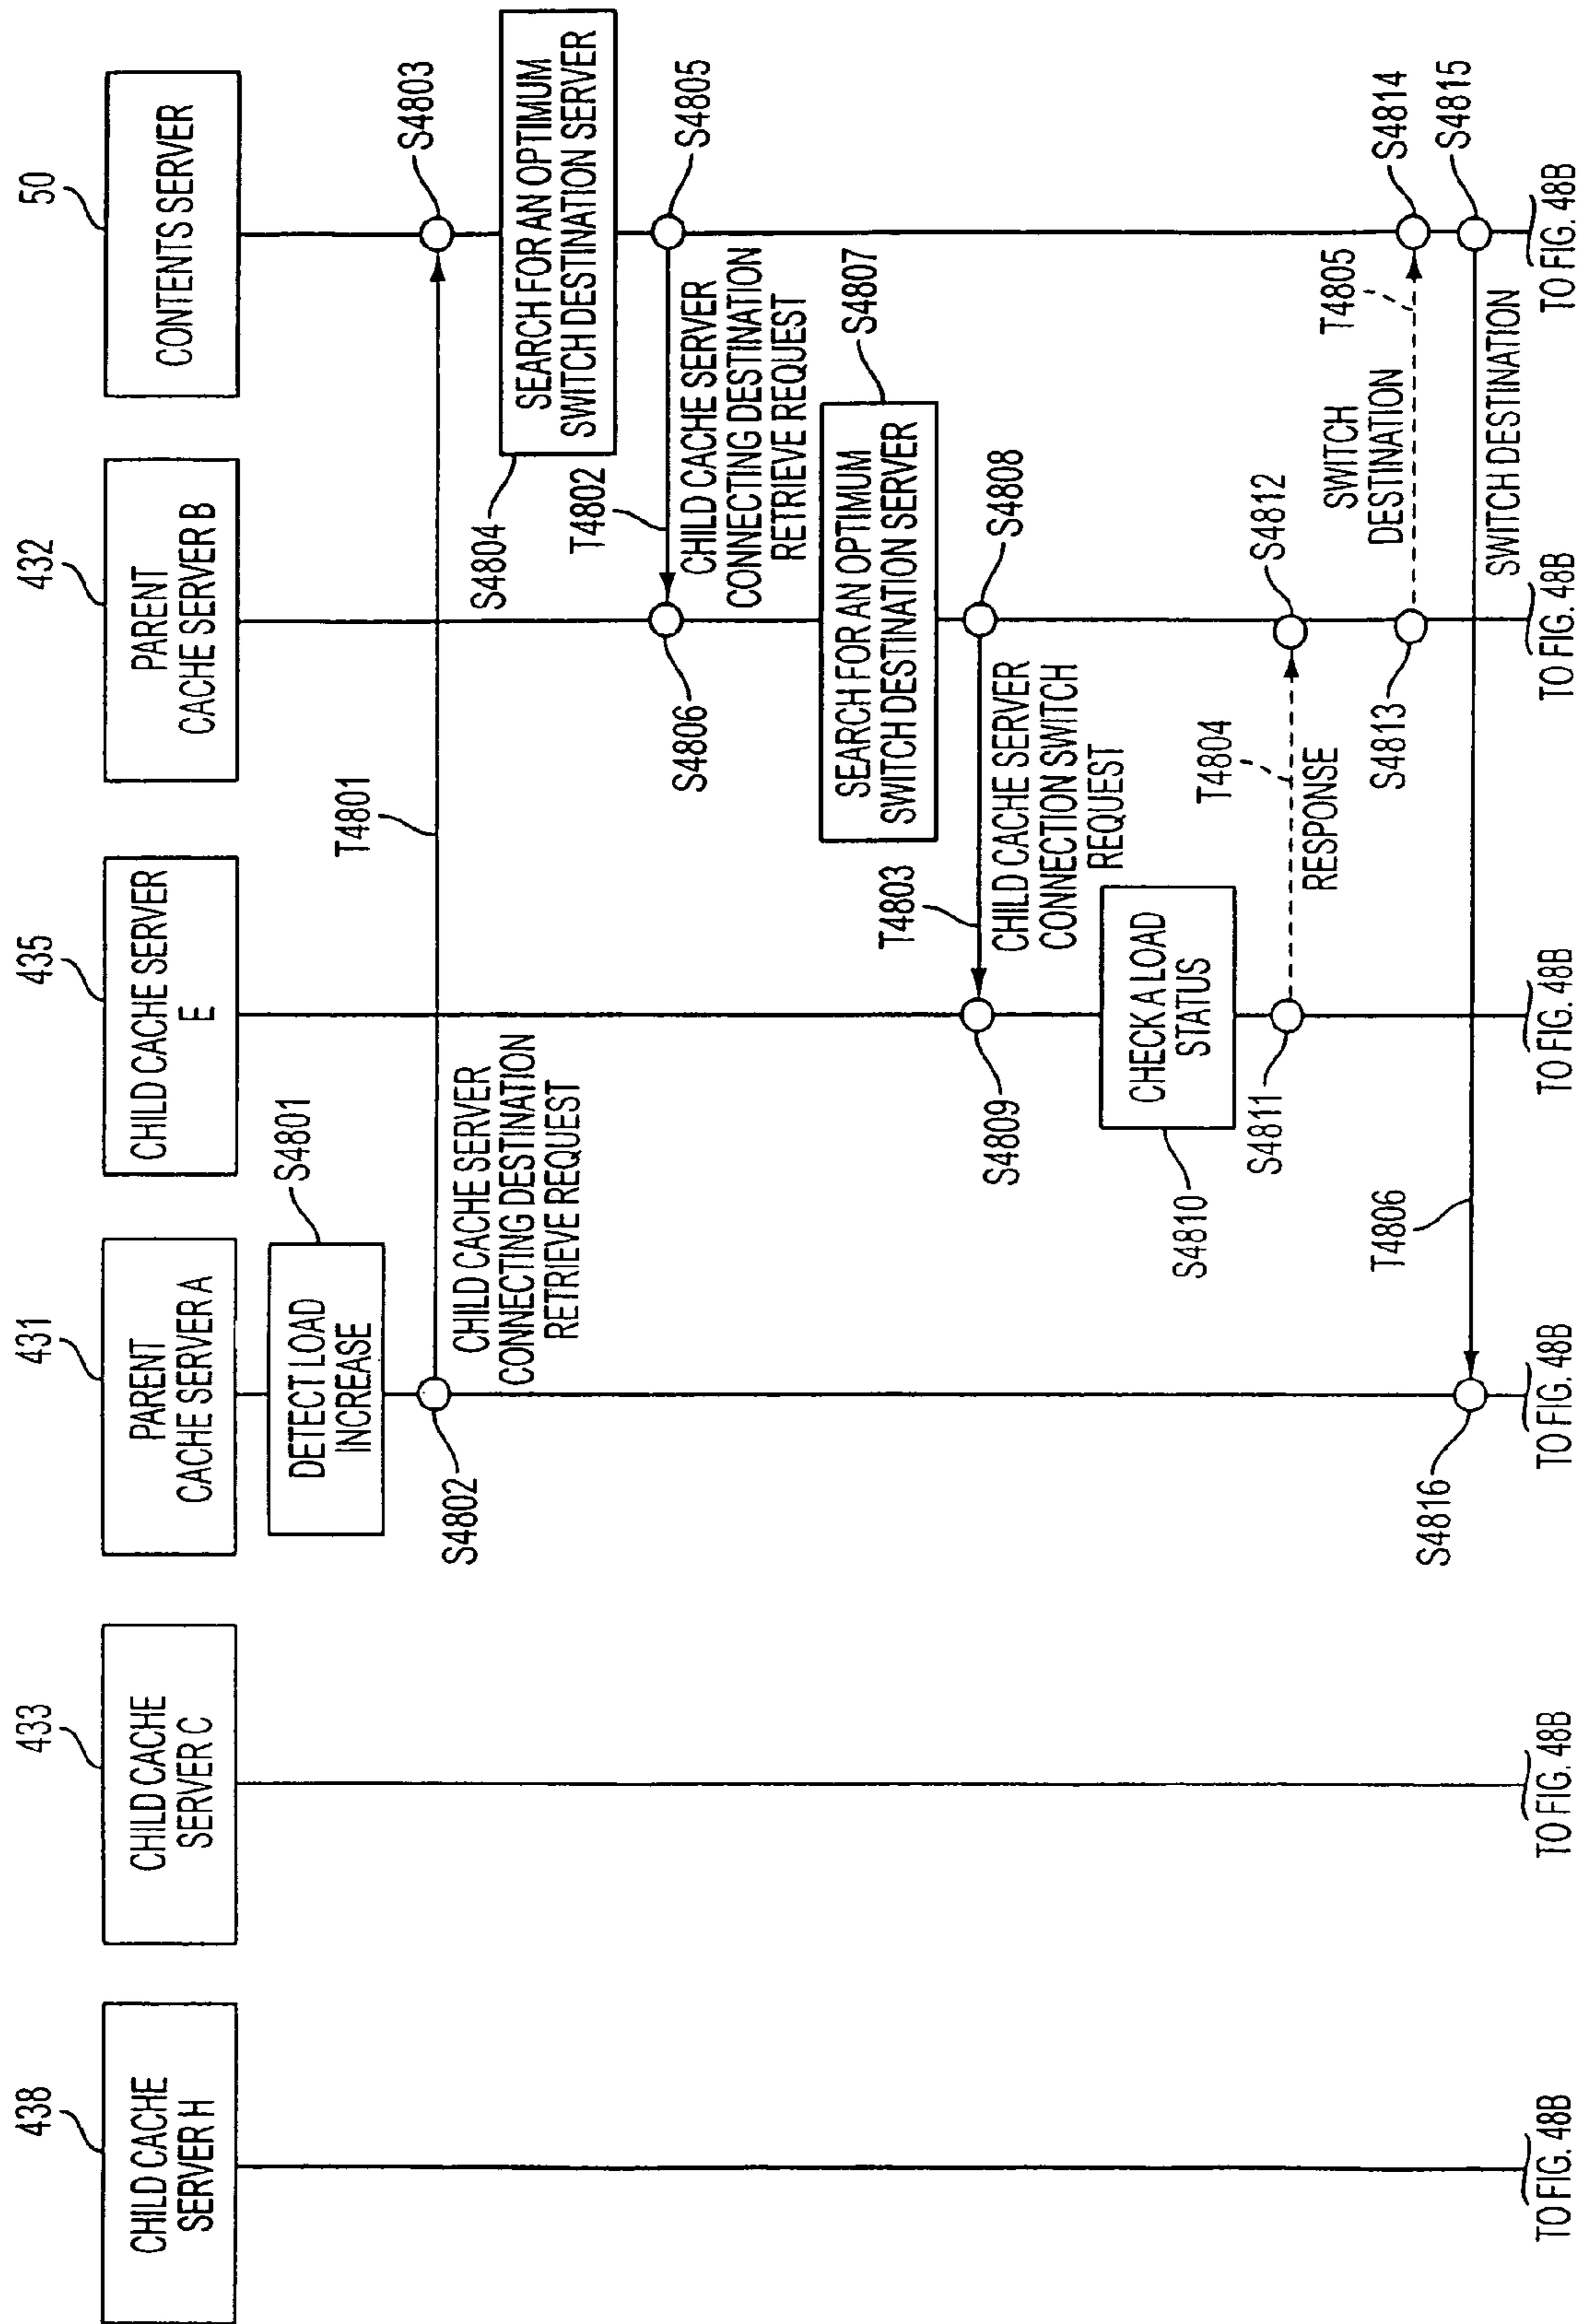 438
CHILD CACHE
SERVER H
433
CHILD CACHE
SERVER C
431
PARENT
CACHE SERVER A
435
CHILD CACHE SERVER
E
432
PARENT
CACHE SERVER B
50
CONTENTS SERVER
DETECT LOAD
INCREASE
S4801
S4802
T4801
S4803
CHILD CACHE SERVER
CONNECTING DESTINATION
RETRIEVE REQUEST
SEARCH FOR AN OPTIMUM
SWITCH DESTINATION SERVER
S4804
T4802
S4805
CHILD CACHE SERVER
CONNECTING DESTINATION
RETRIEVE REQUEST
S4806
SEARCH FOR AN OPTIMUM
SWITCH DESTINATION SERVER
S4807
T4803
S4808
CHILD CACHE SERVER
CONNECTION SWITCH
REQUEST
S4809
CHECK A LOAD
STATUS
S4810
S4811
T4804
RESPONSE
S4812
S4813
SWITCH
DESTINATION
T4805
S4814
S4815
T4806
SWITCH DESTINATION
S4816
TO FIG. 48B
TO FIG. 48B
TO FIG. 48B
TO FIG. 48B
TO FIG. 48B
TO FIG. 48B